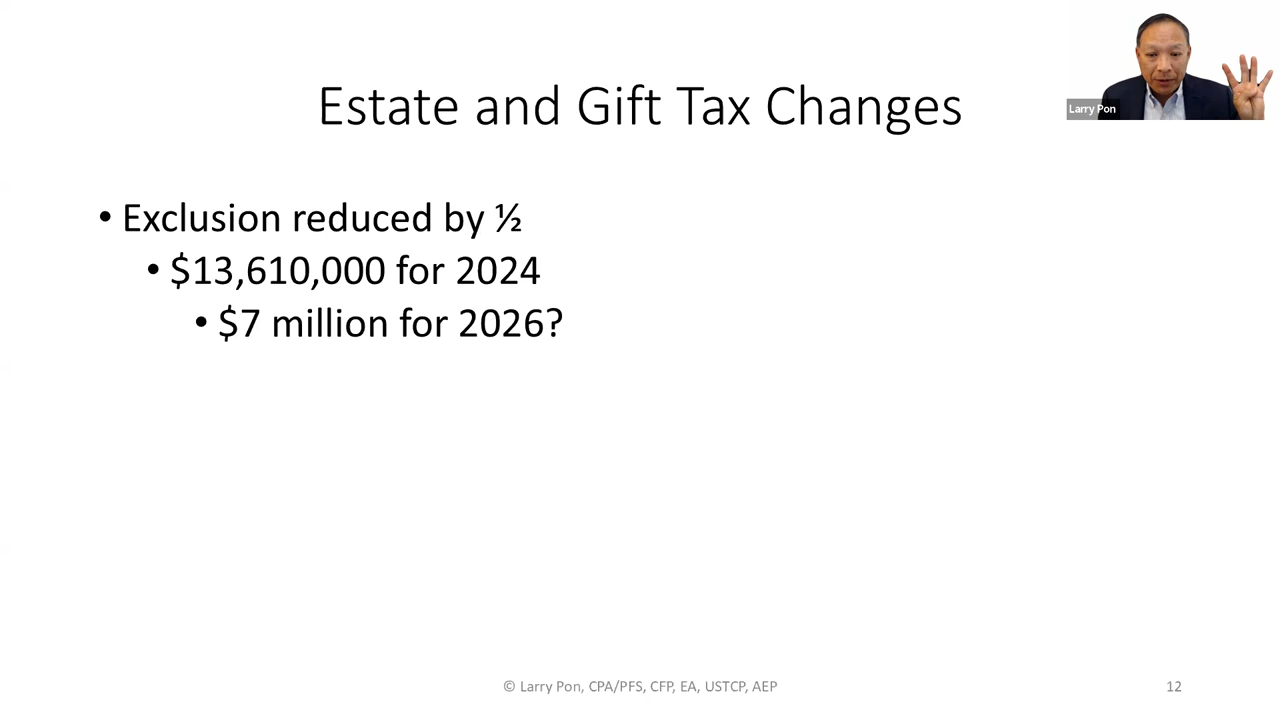 Larry Pon
Estate and Gift Tax Changes
• Exclusion reduced by ½
• $13,610,000 for 2024
• $7 million for 2026?
© Larry Pon, CPA/PFS, CFP, EA, USTCP, AEP
12